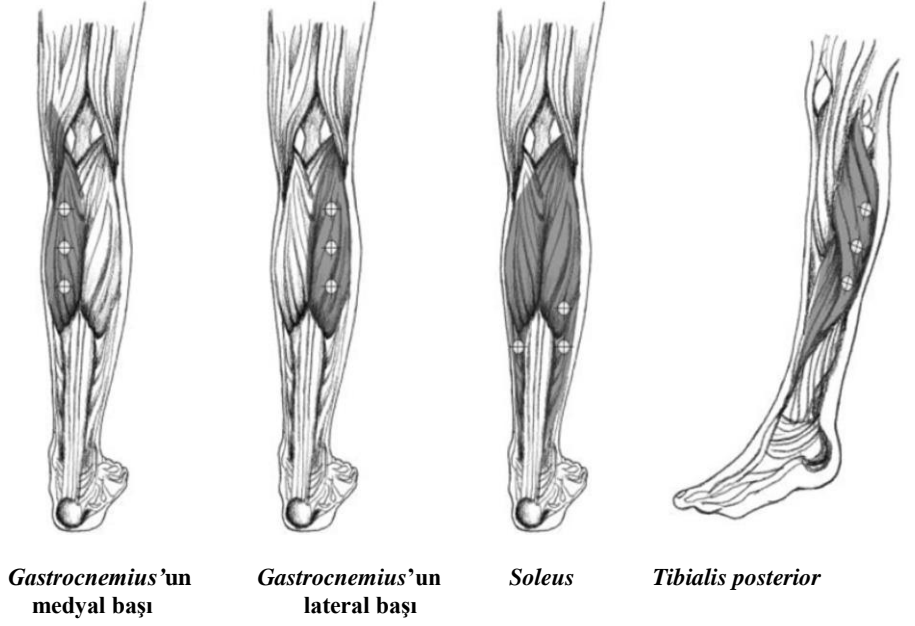 Gastrocnemius’un Gastrocnemius’un Soleus Tibialis posterior
medyal başı lateral başı